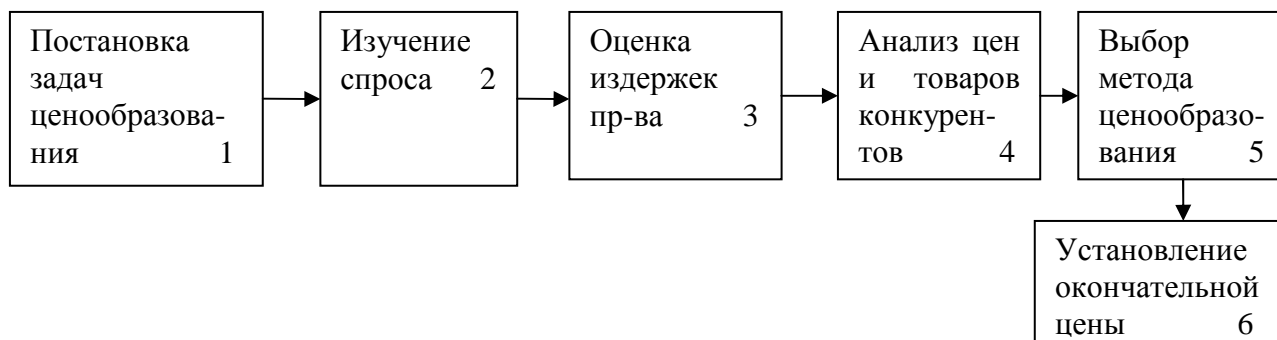 Постановка
задач
ценообразова-
ния 1
Изучение
спроса 2
Оценка
издержек
пр-ва 3
Анализ цен
и товаров
конкурен-
тов 4
Выбор
метода
ценообразо-
вания 5
Установление
окончательной
цены 6